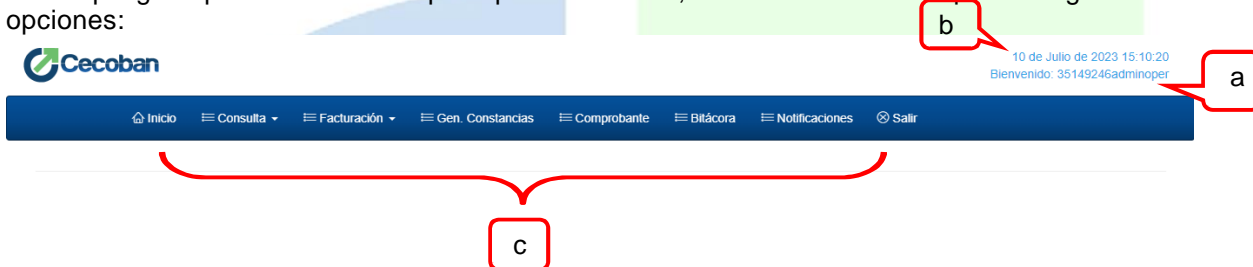 opciones:
b
Cecoban
10 de Julio de 2023 15:10:20
Bienvenido: 35149246adminoper
a
Inicio Consulta Facturación Gen. Constancias Comprobante Bitácora Notificaciones Salir
c